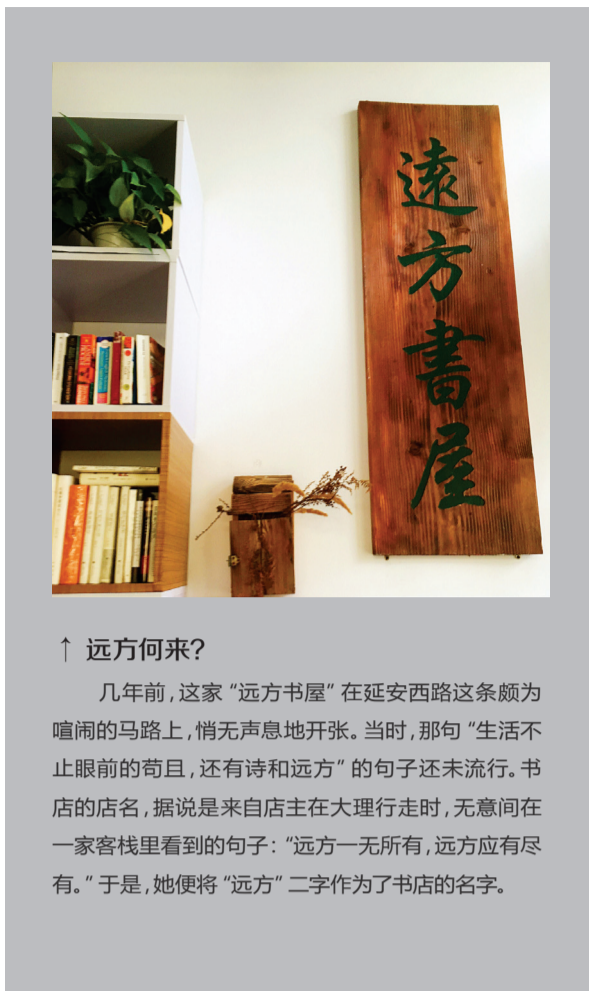 遠方書屋
↑ 远方何来？
几年前，这家“远方书屋”在延安西路这条颇为
喧闹的马路上，悄无声息地开张。当时，那句“生活不
止眼前的苟且，还有诗和远方”的句子还未流行。书
店的店名，据说是来自店主在大理行走时，无意间在
一家客栈里看到的句子：“远方一无所有，远方应有尽
有。”于是，她便将“远方”二字作为了书店的名字。